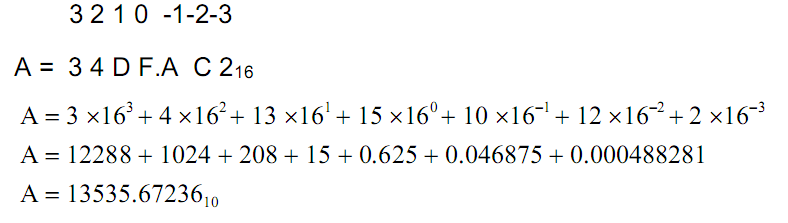 3 2 1 0 -1-2-3
A = 3 4 D F.A C 2₁₆
A = 3 ×16³ + 4 ×16² + 13 ×16¹ + 15 ×16⁰ + 10 ×16⁻¹ + 12 ×16⁻² + 2 ×16⁻³
A = 12288 + 1024 + 208 + 15 + 0.625 + 0.046875 + 0.000488281
A = 13535.67236₁₀